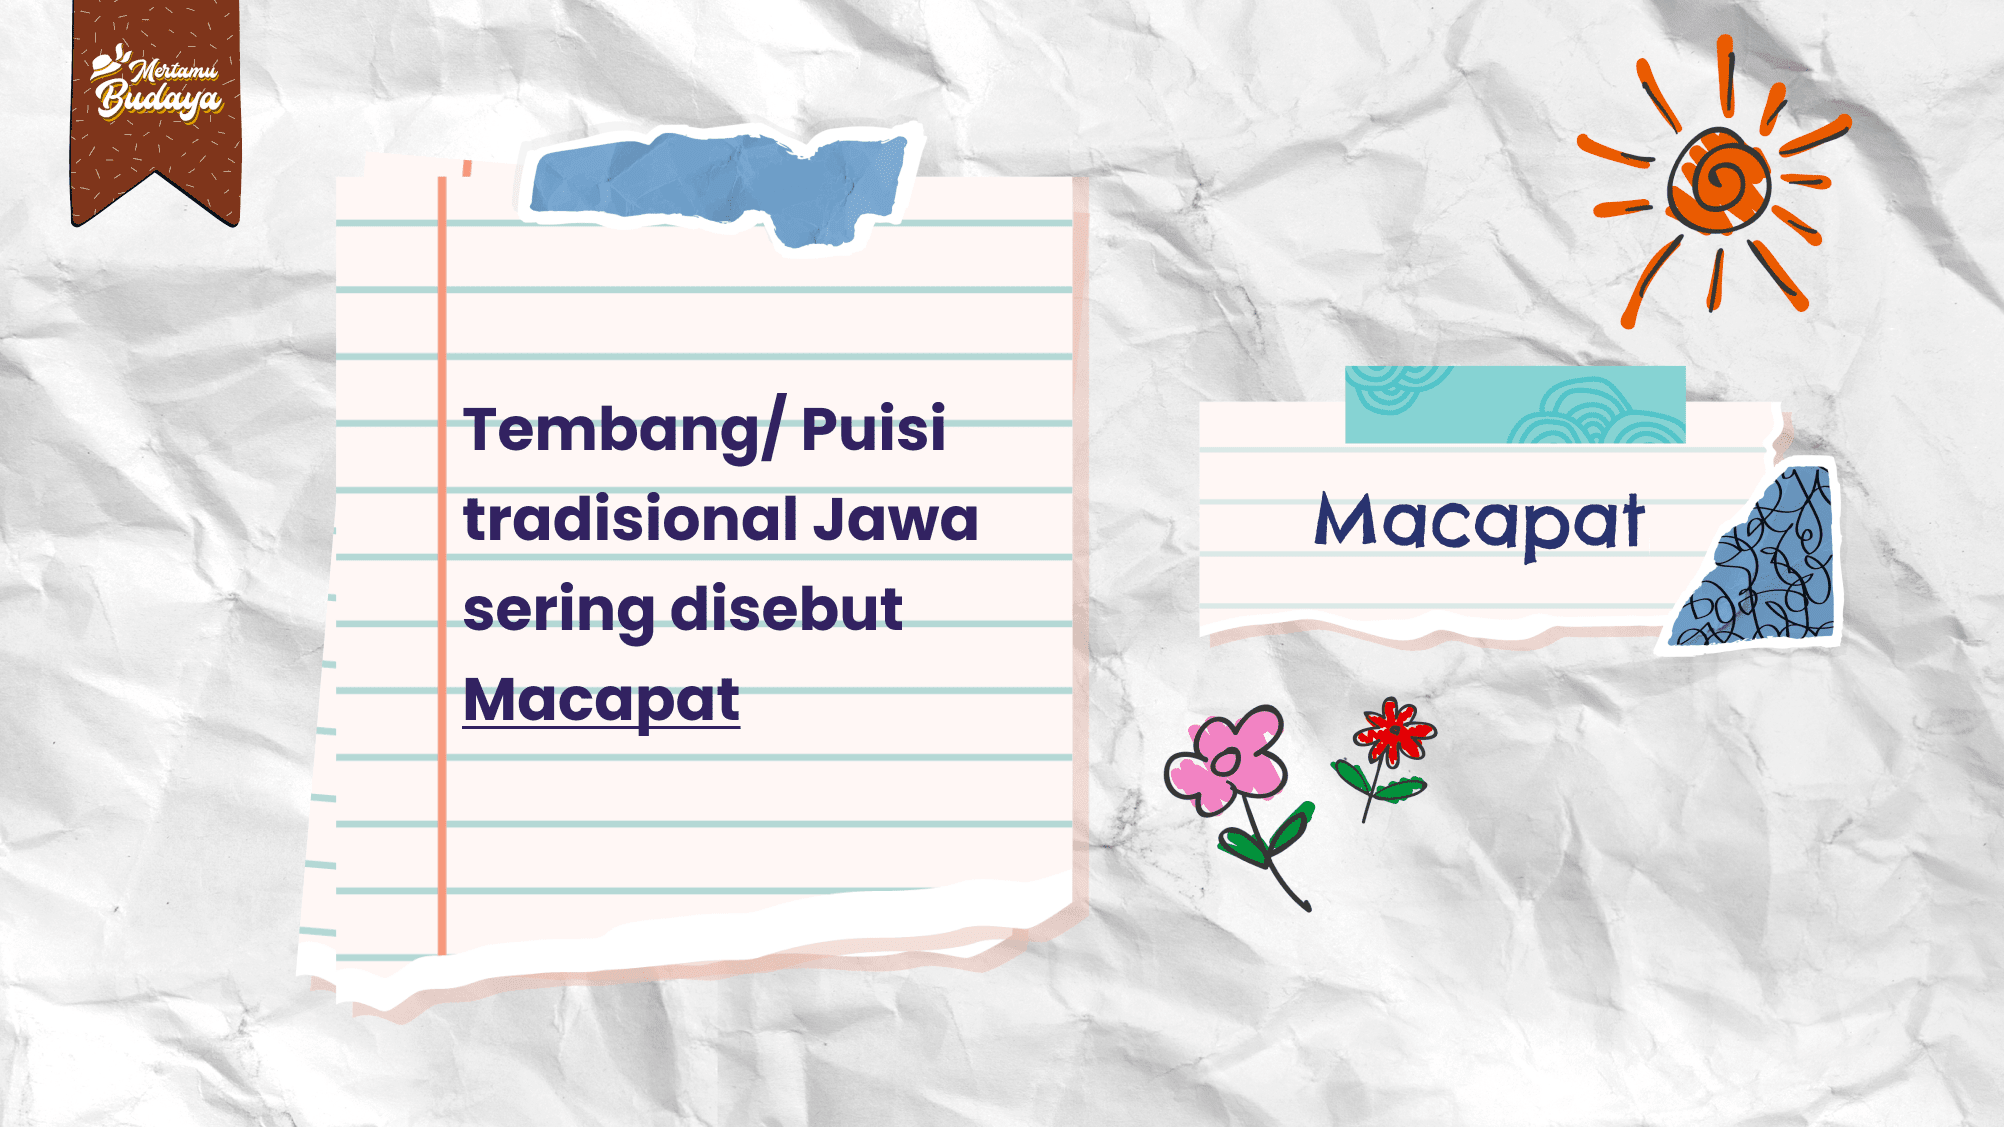 Mertamu
Budaya
Tembang/ Puisi
tradisional Jawa
sering disebut
Macapat
Macapat